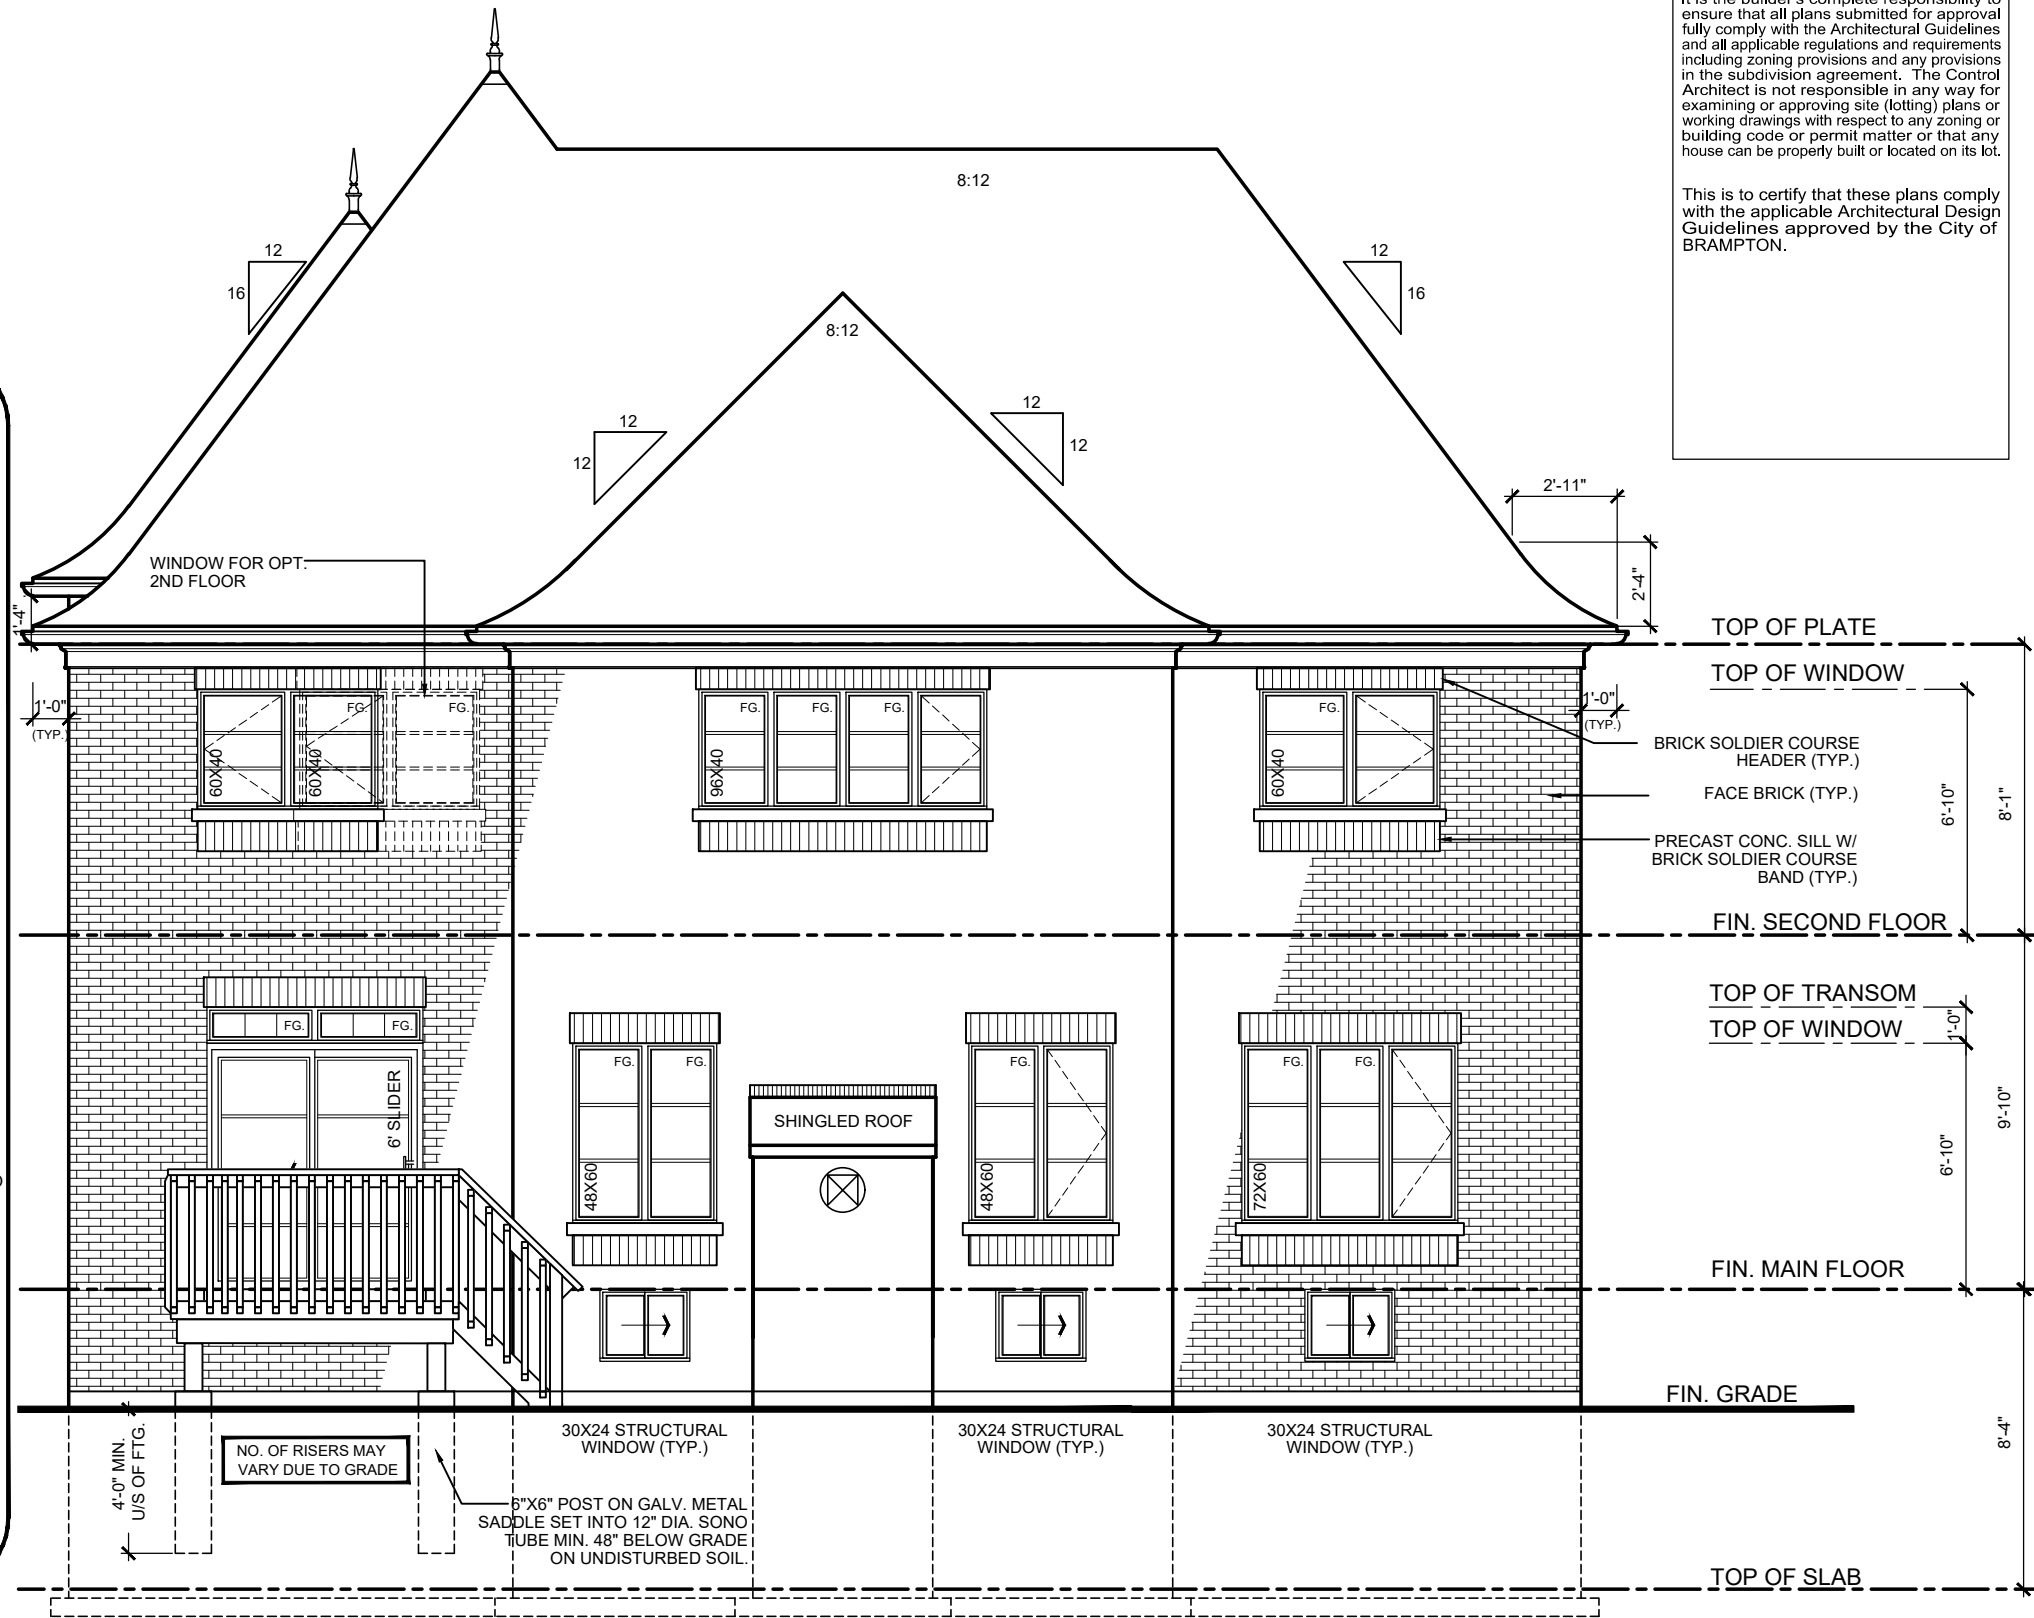 It is the builder's complete responsibility to
ensure that all plans submitted for approval
fully comply with the Architectural Guidelines
and all applicable regulations and requirements
including zoning provisions and any provisions
in the subdivision agreement. The Control
Architect is not responsible in any way for
examining or approving site (lotting) plans or
working drawings with respect to any zoning or
building code or permit matter or that any
house can be properly built or located on its lot.
This is to certify that these plans comply
with the applicable Architectural Design
Guidelines approved by the City of
BRAMPTON.
8:12
12
16
12
16
8:12
12
12
12
12
2'-11"
2'-4"
WINDOW FOR OPT.
2ND FLOOR
1'-4"
TOP OF PLATE
TOP OF WINDOW
1'-0"
(TYP.)
FG.
FG.
60X40
60X40
FG.
FG.
FG.
96X40
FG.
60X40
1'-0"
(TYP.)
BRICK SOLDIER COURSE
HEADER (TYP.)
FACE BRICK (TYP.)
PRECAST CONC. SILL W/
BRICK SOLDIER COURSE
BAND (TYP.)
6'-10"
8'-1"
FIN. SECOND FLOOR
TOP OF TRANSOM
TOP OF WINDOW
1'-0"
9'-10"
6'-10"
FG.
FG.
6' SLIDER
FG.
FG.
48X60
SHINGLED ROOF
FG.
48X60
FG.
FG.
72X60
FIN. MAIN FLOOR
FIN. GRADE
8'-4"
30X24 STRUCTURAL
WINDOW (TYP.)
30X24 STRUCTURAL
WINDOW (TYP.)
30X24 STRUCTURAL
WINDOW (TYP.)
4'-0" MIN.
U/S OF FTG.
NO. OF RISERS MAY
VARY DUE TO GRADE
6"X6" POST ON GALV. METAL
SADDLE SET INTO 12" DIA. SONO
TUBE MIN. 48" BELOW GRADE
ON UNDISTURBED SOIL.
TOP OF SLAB